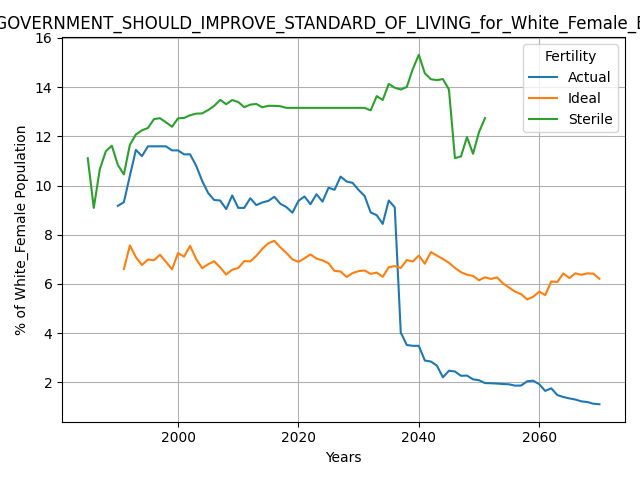 GOVERNMENT_SHOULD_IMPROVE_STANDARD_OF_LIVING_for_White_Female_
16
14
12
10
8
6
4
2
% of White_Female Population
Fertility
Actual
Ideal
Sterile
2000 2020 2040 2060
Years